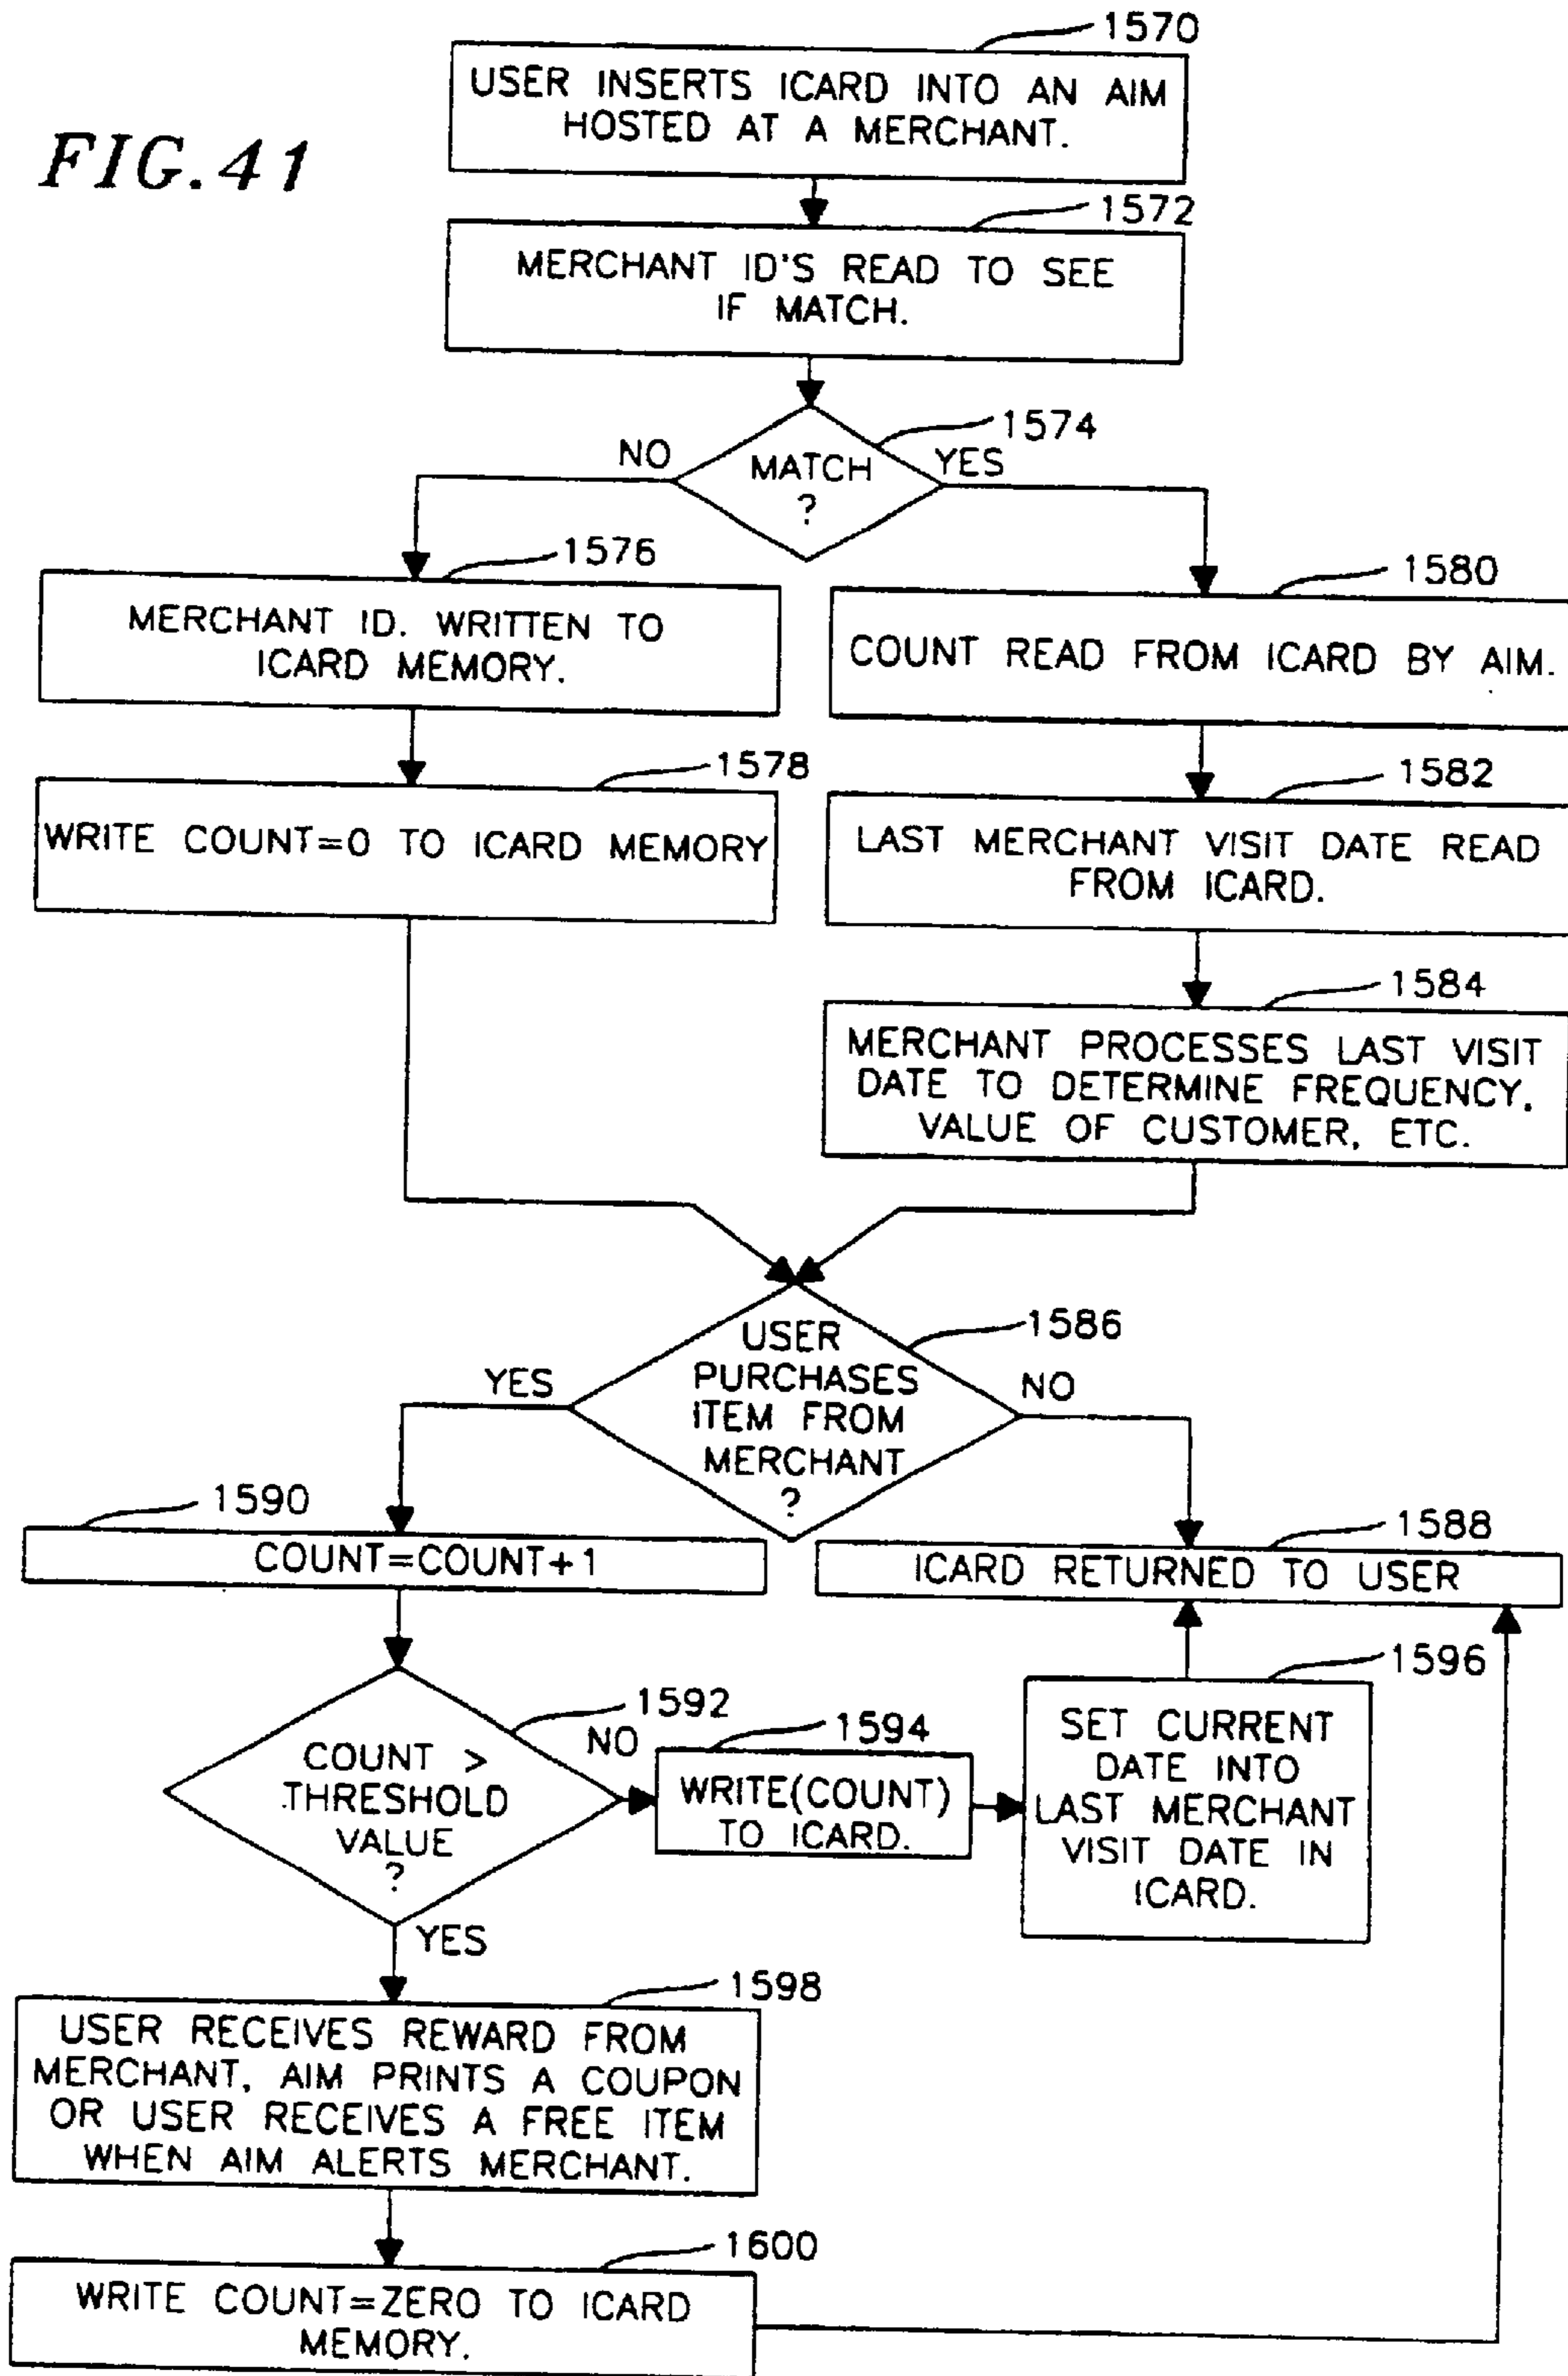 FIG.41
1570
USER INSERTS ICARD INTO AN AIM
HOSTED AT A MERCHANT.
1572
MERCHANT ID'S READ TO SEE
IF MATCH.
1574
NO
MATCH
?
YES
1576
MERCHANT ID. WRITTEN TO
ICARD MEMORY.
1580
COUNT READ FROM ICARD BY AIM.
1578
WRITE COUNT=0 TO ICARD MEMORY
1582
LAST MERCHANT VISIT DATE READ
FROM ICARD.
1584
MERCHANT PROCESSES LAST VISIT
DATE TO DETERMINE FREQUENCY.
VALUE OF CUSTOMER, ETC.
1586
YES
USER
PURCHASES
ITEM FROM
MERCHANT
?
NO
1590
COUNT=COUNT+1
1588
ICARD RETURNED TO USER
1592
COUNT >
THRESHOLD
VALUE
?
NO
1594
WRITE(COUNT)
TO ICARD.
1596
SET CURRENT
DATE INTO
LAST MERCHANT
VISIT DATE IN
ICARD.
YES
1598
USER RECEIVES REWARD FROM
MERCHANT, AIM PRINTS A COUPON
OR USER RECEIVES A FREE ITEM
WHEN AIM ALERTS MERCHANT.
1600
WRITE COUNT=ZERO TO ICARD
MEMORY.